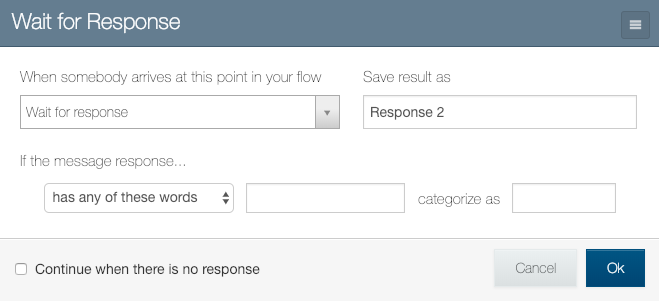 Wait for Response
When somebody arrives at this point in your flow
Save result as
Wait for response
Response 2
If the message response...
has any of these words
categorize as
Continue when there is no response
Cancel
Ok